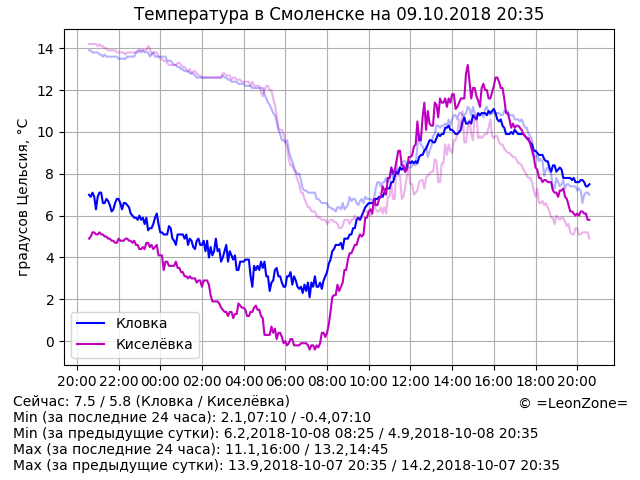 Температура в Смоленске на 09.10.2018 20:35
градусов Цельсия, °C
14
12
10
8
6
4
2
0
Кловка
Киселёвка
20:00 22:00 00:00 02:00 04:00 06:00 08:00 10:00 12:00 14:00 16:00 18:00 20:00
Сейчас: 7.5 / 5.8 (Кловка / Киселёвка)
© =LeonZone=
Min (за последние 24 часа): 2.1,07:10 / -0.4,07:10
Min (за предыдущие сутки): 6.2,2018-10-08 08:25 / 4.9,2018-10-08 20:35
Max (за последние 24 часа): 11.1,16:00 / 13.2,14:45
Max (за предыдущие сутки): 13.9,2018-10-07 20:35 / 14.2,2018-10-07 20:35